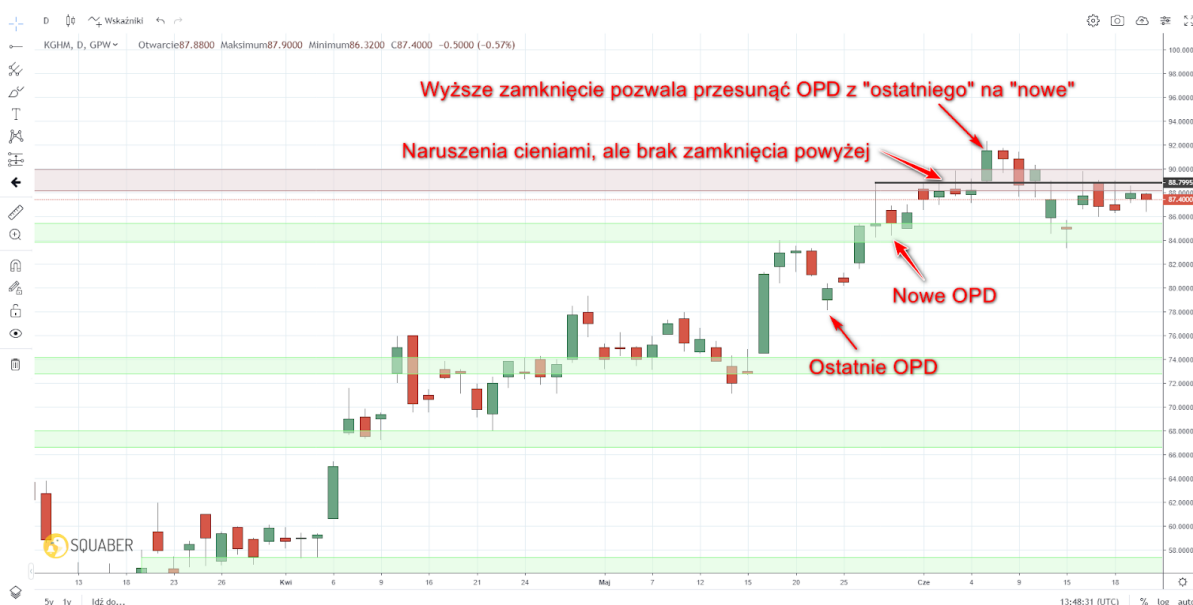 D Wskaźniki
KGHM, D, GPW Otwarcie87.8800 Maksimum87.9000 Minimum86.3200 C87.4000 −0.5000 (−0.57%)
100.0000
98.0000
Wyższe zamknięcie pozwala przesunąć OPD z "ostatniego" na "nowe"
96.0000
94.0000
Naruszenia cieniami, ale brak zamknięcia powyżej
92.0000
90.0000
88.7995
88.0000
87.4000
86.0000
84.0000
82.0000
Nowe OPD
80.0000
78.0000
76.0000
Ostatnie OPD
74.0000
72.0000
70.0000
68.0000
66.0000
64.0000
62.0000
60.0000
SQUABER
58.0000
13 18 23 26 Kwi 6 9 16 21 24 Maj 7 12 15 20 25 Cze 4 9 15 18
5y 1y Idź do... 13:48:31 (UTC) % log auto